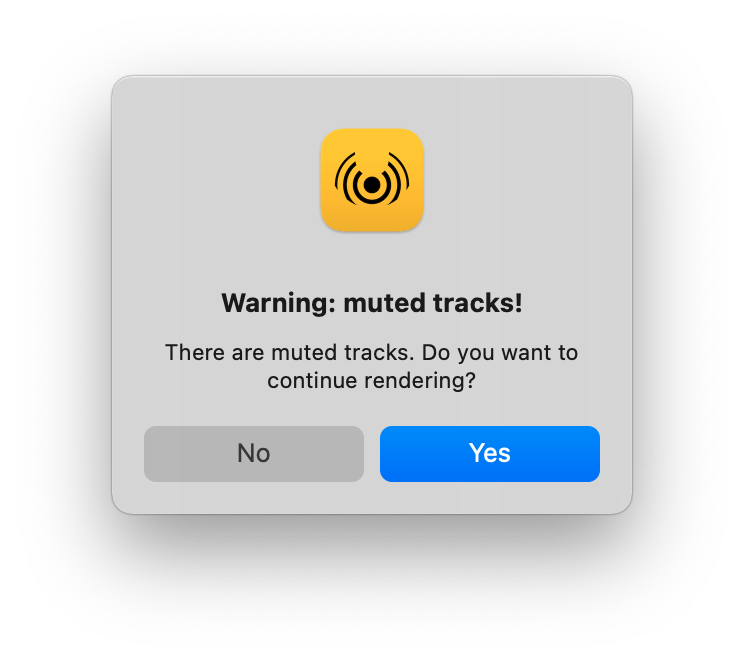 Warning: muted tracks!
There are muted tracks. Do you want to
continue rendering?
No
Yes